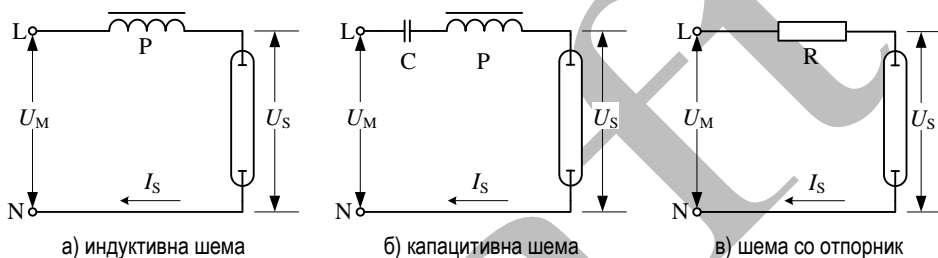 L P U_M U_S I_S N
L C P U_M U_S I_S N
L R U_M U_S I_S N
а) индуктивна шема
б) капацитивна шема
в) шема со отпорник